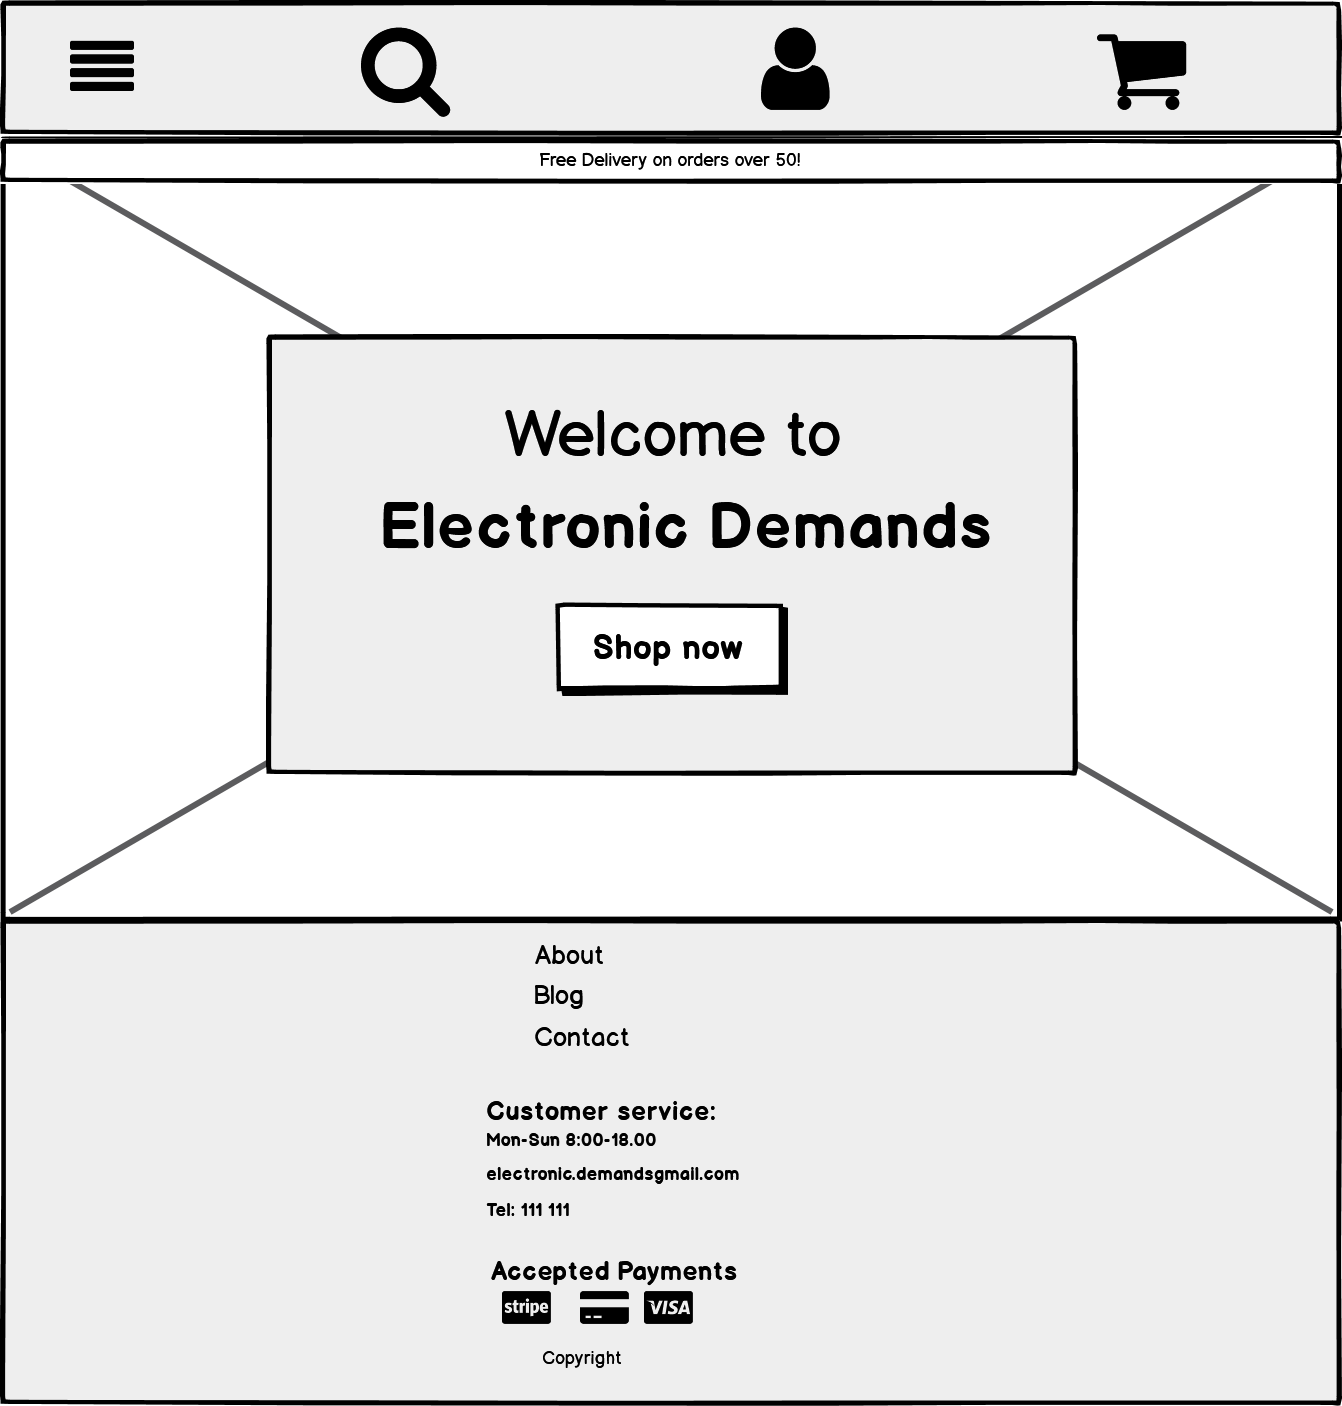 Free Delivery on orders over 50!
Welcome to
Electronic Demands
Shop now
About
Blog
Contact
Customer service:
Mon-Sun 8:00-18.00
electronic.demandsgmail.com
Tel: 111 111
Accepted Payments
stripe VISA
Copyright